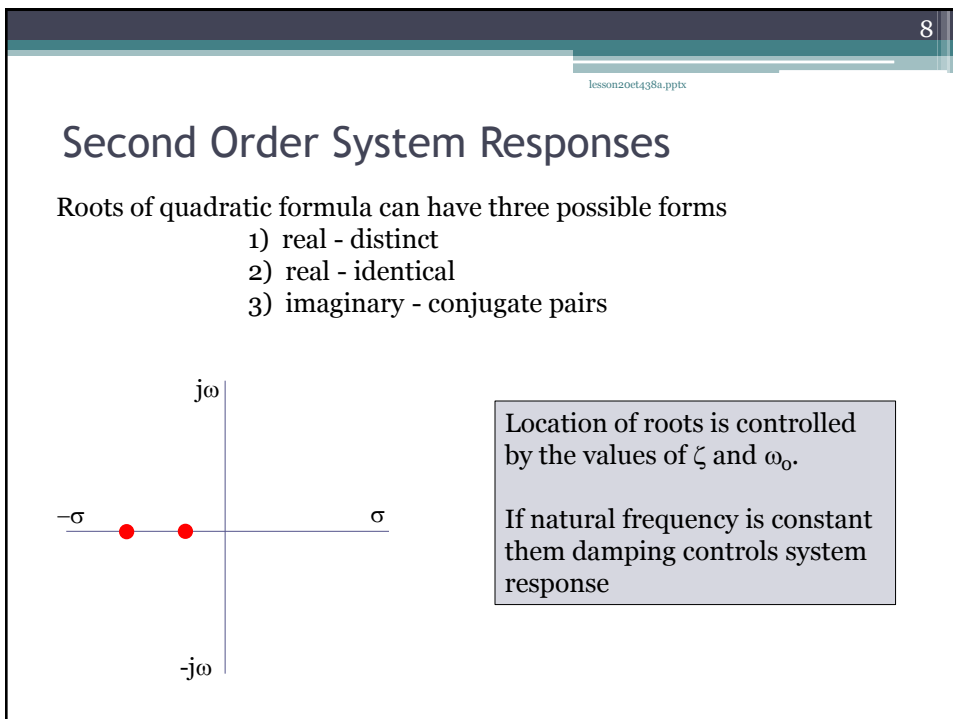 8
lesson20et438a.pptx
Second Order System Responses
Roots of quadratic formula can have three possible forms
1) real - distinct
2) real - identical
3) imaginary - conjugate pairs
jω
Location of roots is controlled
by the values of ζ and ωₒ.
If natural frequency is constant
them damping controls system
response
−σ
σ
-jω